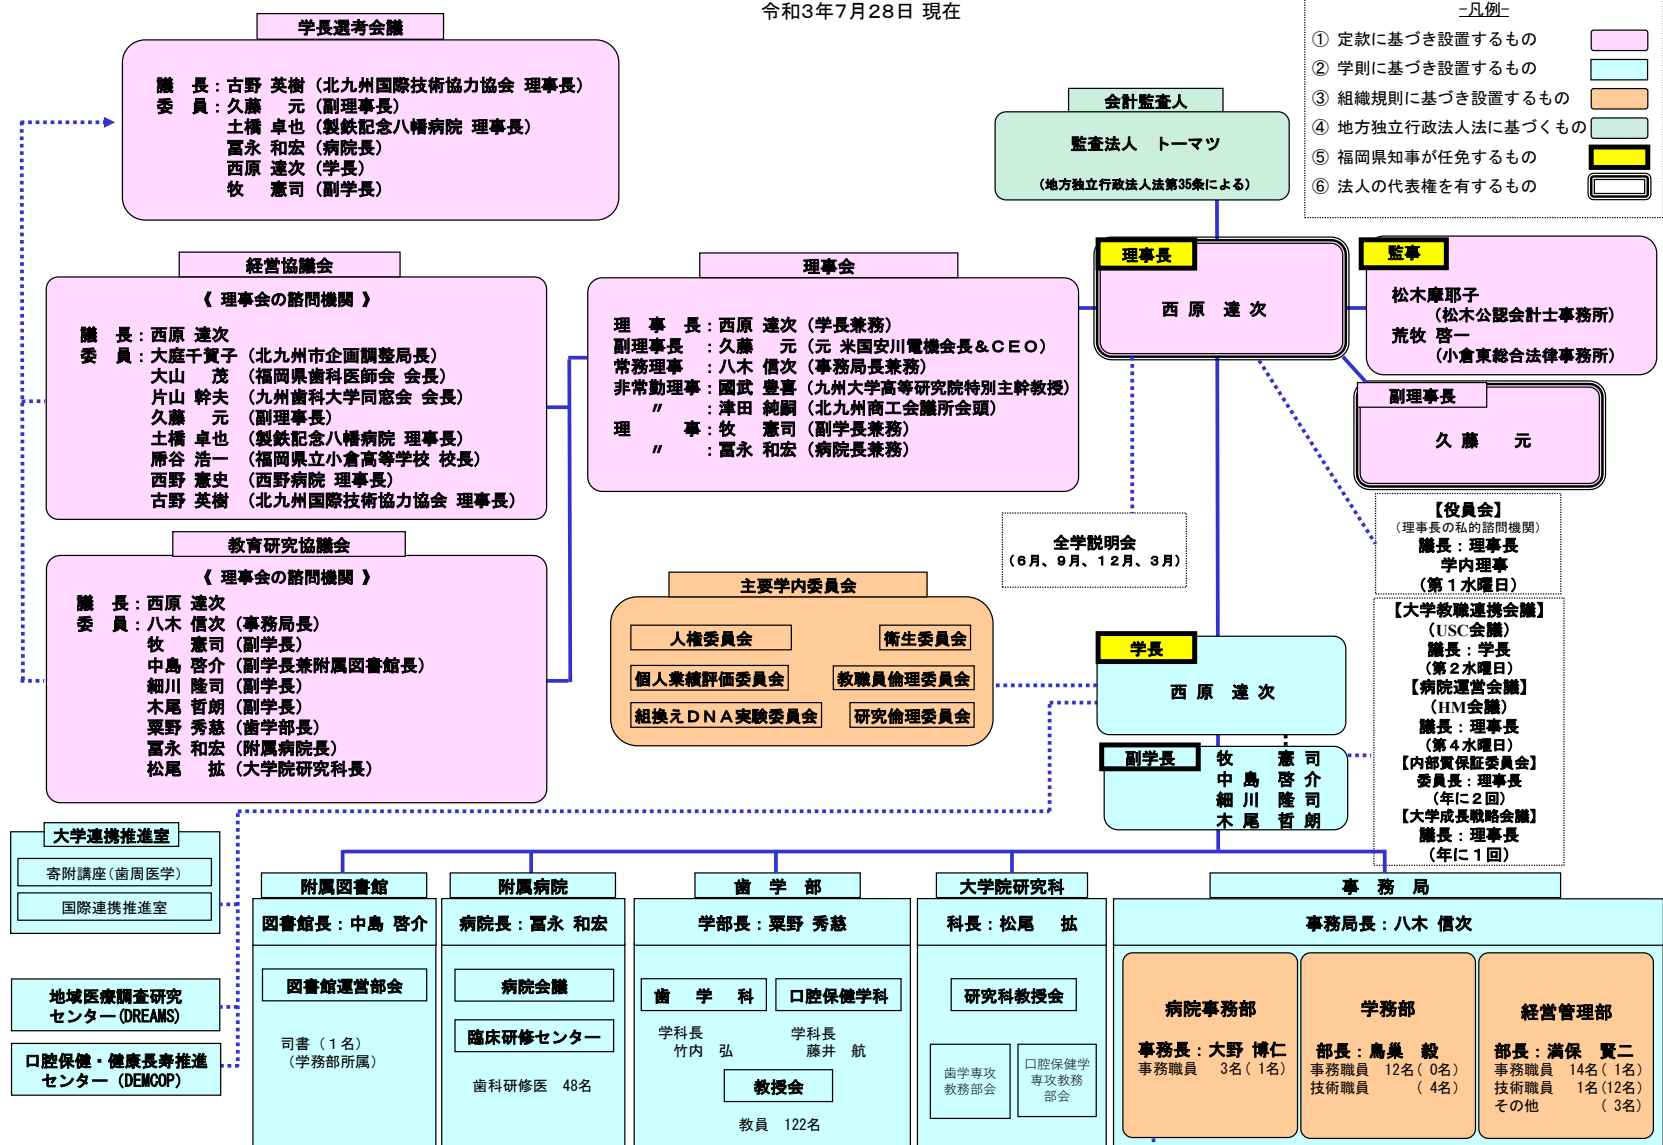 令和3年7月28日 現在
-凡例-
① 定款に基づき設置するもの
② 学則に基づき設置するもの
③ 組織規則に基づき設置するもの
④ 地方独立行政法人法に基づくもの
⑤ 福岡県知事が任免するもの
⑥ 法人の代表権を有するもの
学長選考会議
議　長：古野 英樹（北九州国際技術協力協会 理事長）
委　員：久藤　元（副理事長）
土橋 卓也（製鉄記念八幡病院 理事長）
冨永 和宏（病院長）
西原 達次（学長）
牧　憲司（副学長）
会計監査人
監査法人　トーマツ
（地方独立行政法人法第35条による）
経営協議会
《 理事会の諮問機関 》
議　長：西原 達次
委　員：大庭千賀子（北九州市企画調整局長）
大山　茂（福岡県歯科医師会 会長）
片山 幹夫（九州歯科大学同窓会 会長）
久藤　元（副理事長）
土橋 卓也（製鉄記念八幡病院 理事長）
廓谷 浩一（福岡県立小倉高等学校 校長）
西野 憲史（西野病院 理事長）
古野 英樹（北九州国際技術協力協会 理事長）
理事会
理　事　長：西原 達次（学長兼務）
副理事長　：久藤　元（元 米国安川電機会長＆ＣＥＯ）
常務理事　：八木 信次（事務局長兼務）
非常勤理事：國武 豊喜（九州大学高等研究院特別主幹教授）
〃　：津田 純嗣（北九州商工会議所会頭）
理　　事：牧　憲司（副学長兼務）
〃　：冨永 和宏（病院長兼務）
理事長
西 原　達 次
監事
松木摩耶子
（松木公認会計士事務所）
荒牧 啓一
（小倉東総合法律事務所）
副理事長
久 藤　元
教育研究協議会
《 理事会の諮問機関 》
議　長：西原 達次
委　員：八木 信次（事務局長）
牧　憲司（副学長）
中島 啓介（副学長兼附属図書館長）
細川 隆司（副学長）
木尾 哲朗（副学長）
粟野 秀慈（歯学部長）
冨永 和宏（附属病院長）
松尾　拡（大学院研究科長）
全学説明会
（６月、９月、１２月、３月）
【役員会】
（理事長の私的諮問機関）
議長：理事長
学内理事
（第１水曜日）
主要学内委員会
人権委員会
衛生委員会
個人業績評価委員会
教職員倫理委員会
組換えＤＮＡ実験委員会
研究倫理委員会
学長
西 原　達 次
副学長
牧　憲 司
中 島　啓 介
細 川　隆 司
木 尾　哲 朗
【大学教職連携会議】
（USC会議）
議長：学長
（第２水曜日）
【病院運営会議】
（HM会議）
議長：理事長
（第４水曜日）
【内部質保証委員会】
委員長：理事長
（年に２回）
【大学成長戦略会議】
議長：理事長
（年に１回）
大学連携推進室
寄附講座(歯周医学)
国際連携推進室
地域医療調査研究
センター(DREAMS)
口腔保健・健康長寿推進
センター（DEMCOP）
附属図書館
図書館長：中島 啓介
図書館運営部会
司書（１名）
（学務部所属）
附属病院
病院長：冨永 和宏
病院会議
臨床研修センター
歯科研修医　48名
歯　学　部
学部長：粟野 秀慈
歯　学　科
口腔保健学科
学科長
竹内　弘
学科長
藤井　航
教授会
教員　122名
大学院研究科
科長：松尾　拡
研究科教授会
歯学専攻
教務部会
口腔保健学
専攻教務
部会
事　務　局
事務局長：八木 信次
病院事務部
事務長：大野 博仁
事務職員　3名( 1名)
学務部
部長：鳥巣　毅
事務職員　12名( 0名)
技術職員　( 4名)
経営管理部
部長：満保　賢二
事務職員　14名( 1名)
技術職員　1名(12名)
その他　( 3名)